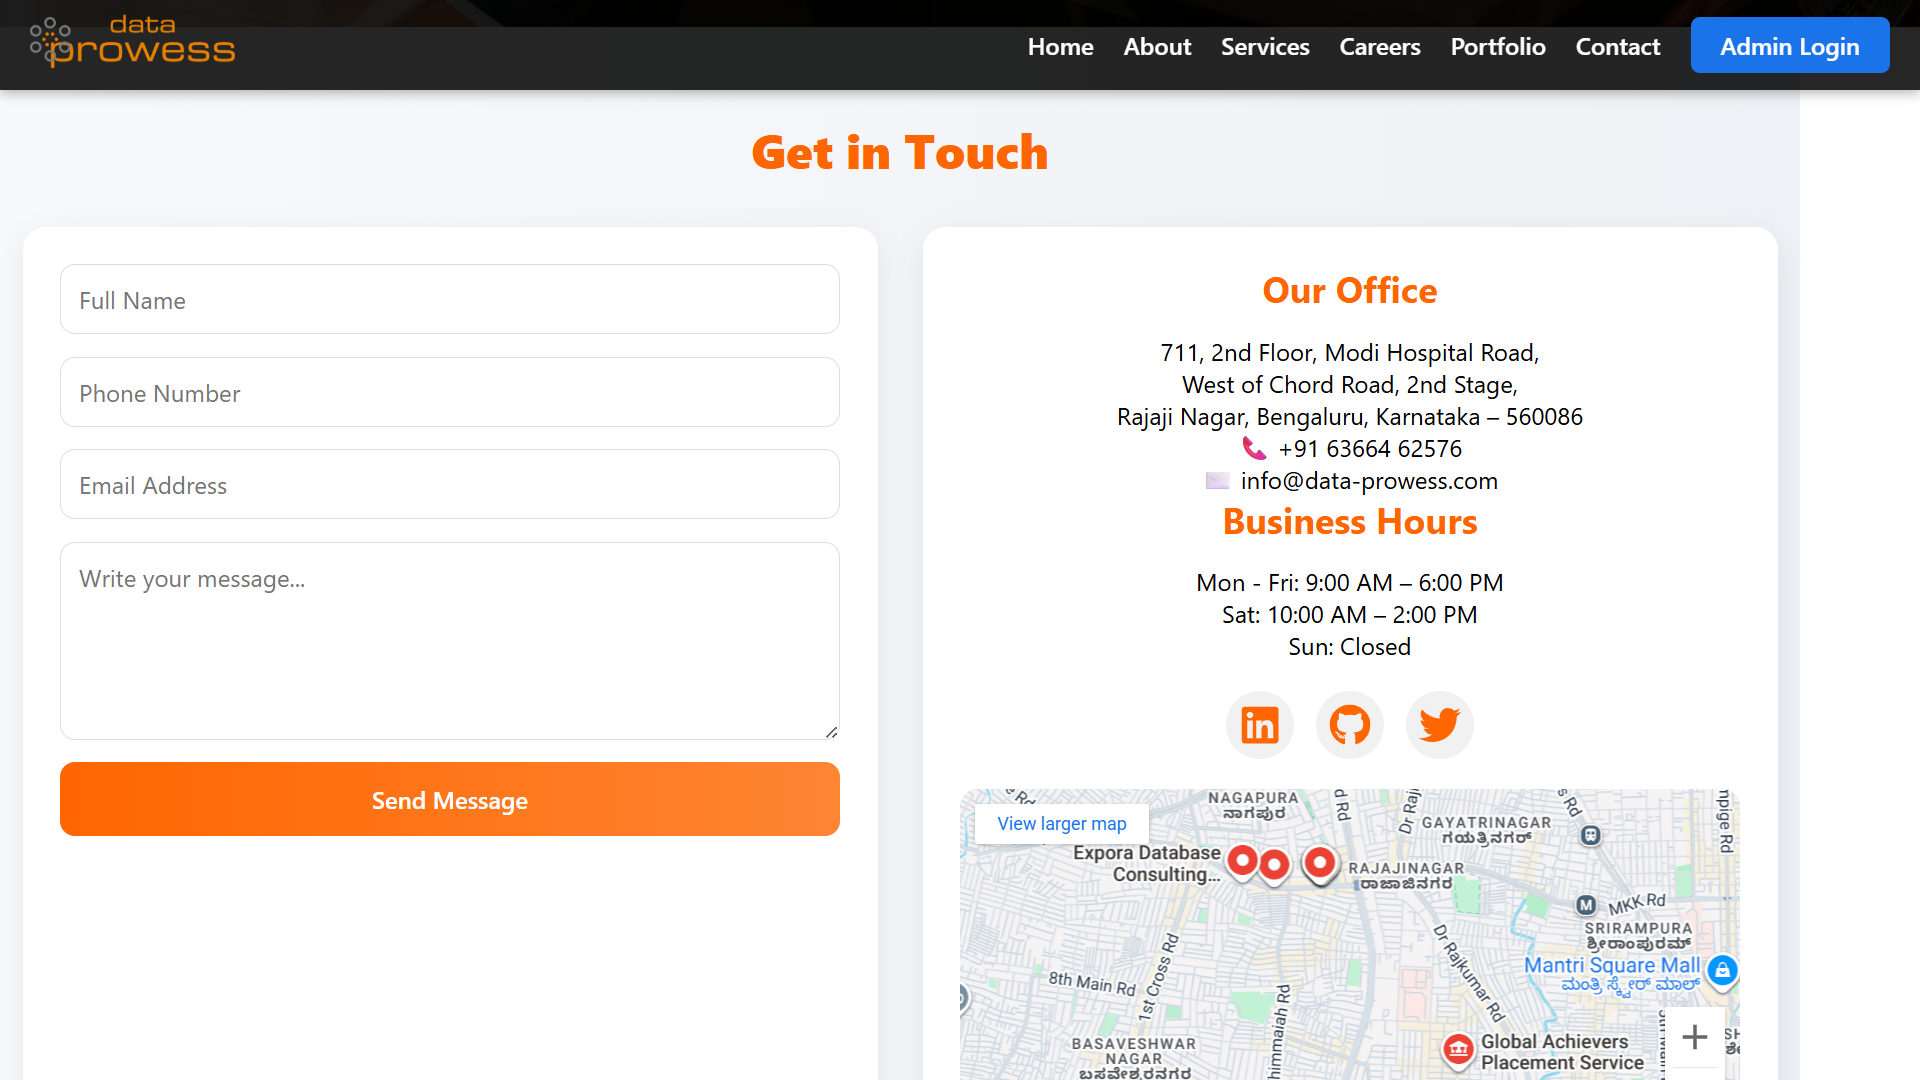 data
prowess
Home About Services Careers Portfolio Contact Admin Login
Get in Touch
Full Name
Phone Number
Email Address
Write your message...
Send Message
Our Office
711, 2nd Floor, Modi Hospital Road,
West of Chord Road, 2nd Stage,
Rajaji Nagar, Bengaluru, Karnataka – 560086
+91 63664 62576
info@data-prowess.com
Business Hours
Mon - Fri: 9:00 AM – 6:00 PM
Sat: 10:00 AM – 2:00 PM
Sun: Closed
View larger map
NAGAPURA
ನಾಗಪುರ
GAYATRINAGAR
ಗಯತ್ರಿನಗರ್
Expora Database
Consulting...
RAJAJINAGAR
ರಾಜಾಜಿನಗರ
MKK Rd
SRIRAMPURA
ಶ್ರೀರಾಂಪುರಮ್
Mantri Square Mall
ಮಂತ್ರಿ ಸ್ಕ್ವೇರ್ ಮಾಲ್
8th Main Rd
1st Cross Rd
Dr Rajkumar Rd
BASAVESHWAR
NAGAR
ಬಸವೇಶ್ವರನಗರ
Global Achievers
Placement Service